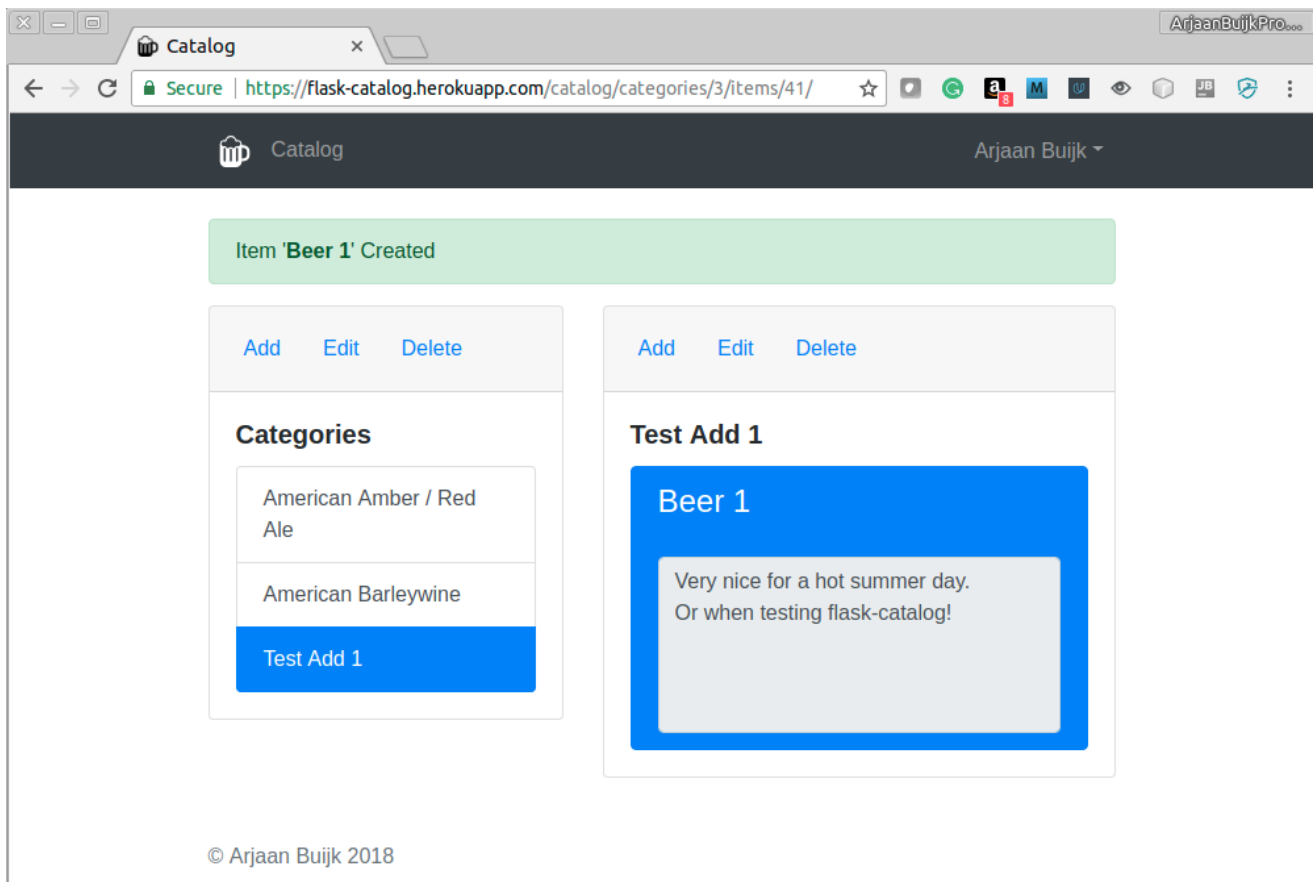 ArjaanBuijkPro...
Catalog
Secure https://flask-catalog.herokuapp.com/catalog/categories/3/items/41/
8
M
JB
Catalog
Arjaan Buijk
Item 'Beer 1' Created
Add Edit Delete
Categories
American Amber / Red
Ale
American Barleywine
Test Add 1
Add Edit Delete
Test Add 1
Beer 1
Very nice for a hot summer day.
Or when testing flask-catalog!
© Arjaan Buijk 2018